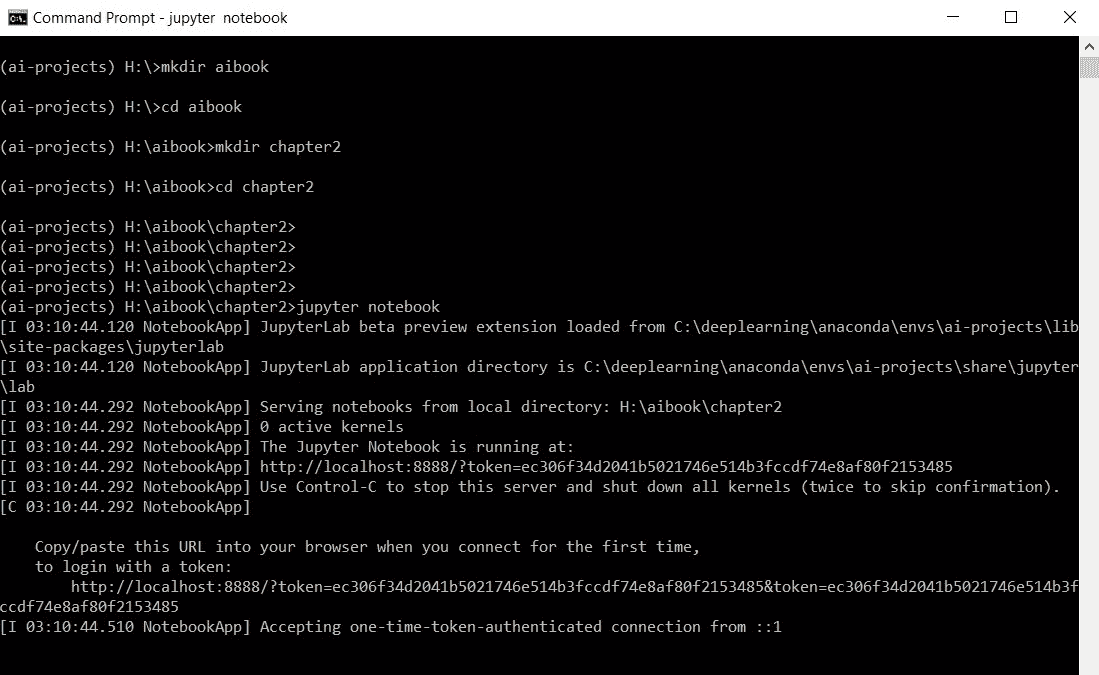 Command Prompt - jupyter  notebook
(ai-projects) H:\>mkdir aibook
(ai-projects) H:\>cd aibook
(ai-projects) H:\aibook>mkdir chapter2
(ai-projects) H:\aibook>cd chapter2
(ai-projects) H:\aibook\chapter2>
(ai-projects) H:\aibook\chapter2>
(ai-projects) H:\aibook\chapter2>
(ai-projects) H:\aibook\chapter2>
(ai-projects) H:\aibook\chapter2>jupyter notebook
[I 03:10:44.120 NotebookApp] JupyterLab beta preview extension loaded from C:\deeplearning\anaconda\envs\ai-projects\lib
\site-packages\jupyterlab
[I 03:10:44.120 NotebookApp] JupyterLab application directory is C:\deeplearning\anaconda\envs\ai-projects\share\jupyter
\lab
[I 03:10:44.292 NotebookApp] Serving notebooks from local directory: H:\aibook\chapter2
[I 03:10:44.292 NotebookApp] 0 active kernels
[I 03:10:44.292 NotebookApp] The Jupyter Notebook is running at:
[I 03:10:44.292 NotebookApp] http://localhost:8888/?token=ec306f34d2041b5021746e514b3fccdf74e8af80f2153485
[I 03:10:44.292 NotebookApp] Use Control-C to stop this server and shut down all kernels (twice to skip confirmation).
[C 03:10:44.292 NotebookApp]
    Copy/paste this URL into your browser when you connect for the first time,
    to login with a token:
        http://localhost:8888/?token=ec306f34d2041b5021746e514b3fccdf74e8af80f2153485&token=ec306f34d2041b5021746e514b3f
ccdf74e8af80f2153485
[I 03:10:44.510 NotebookApp] Accepting one-time-token-authenticated connection from ::1